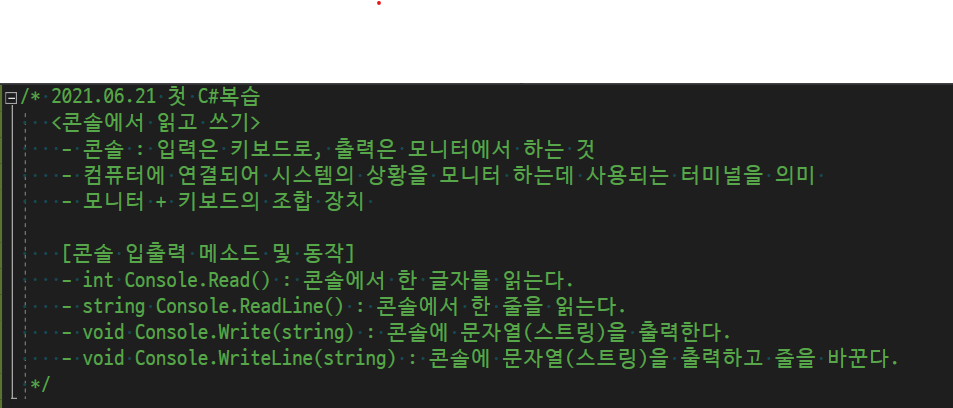 /* 2021.06.21 첫 C#복습
<콘솔에서 읽고 쓰기>
- 콘솔 : 입력은 키보드로, 출력은 모니터에서 하는 것
- 컴퓨터에 연결되어 시스템의 상황을 모니터 하는데 사용되는 터미널을 의미
- 모니터 + 키보드의 조합 장치
[콘솔 입출력 메소드 및 동작]
- int Console.Read() : 콘솔에서 한 글자를 읽는다.
- string Console.ReadLine() : 콘솔에서 한 줄을 읽는다.
- void Console.Write(string) : 콘솔에 문자열(스트링)을 출력한다.
- void Console.WriteLine(string) : 콘솔에 문자열(스트링)을 출력하고 줄을 바꾼다.
*/